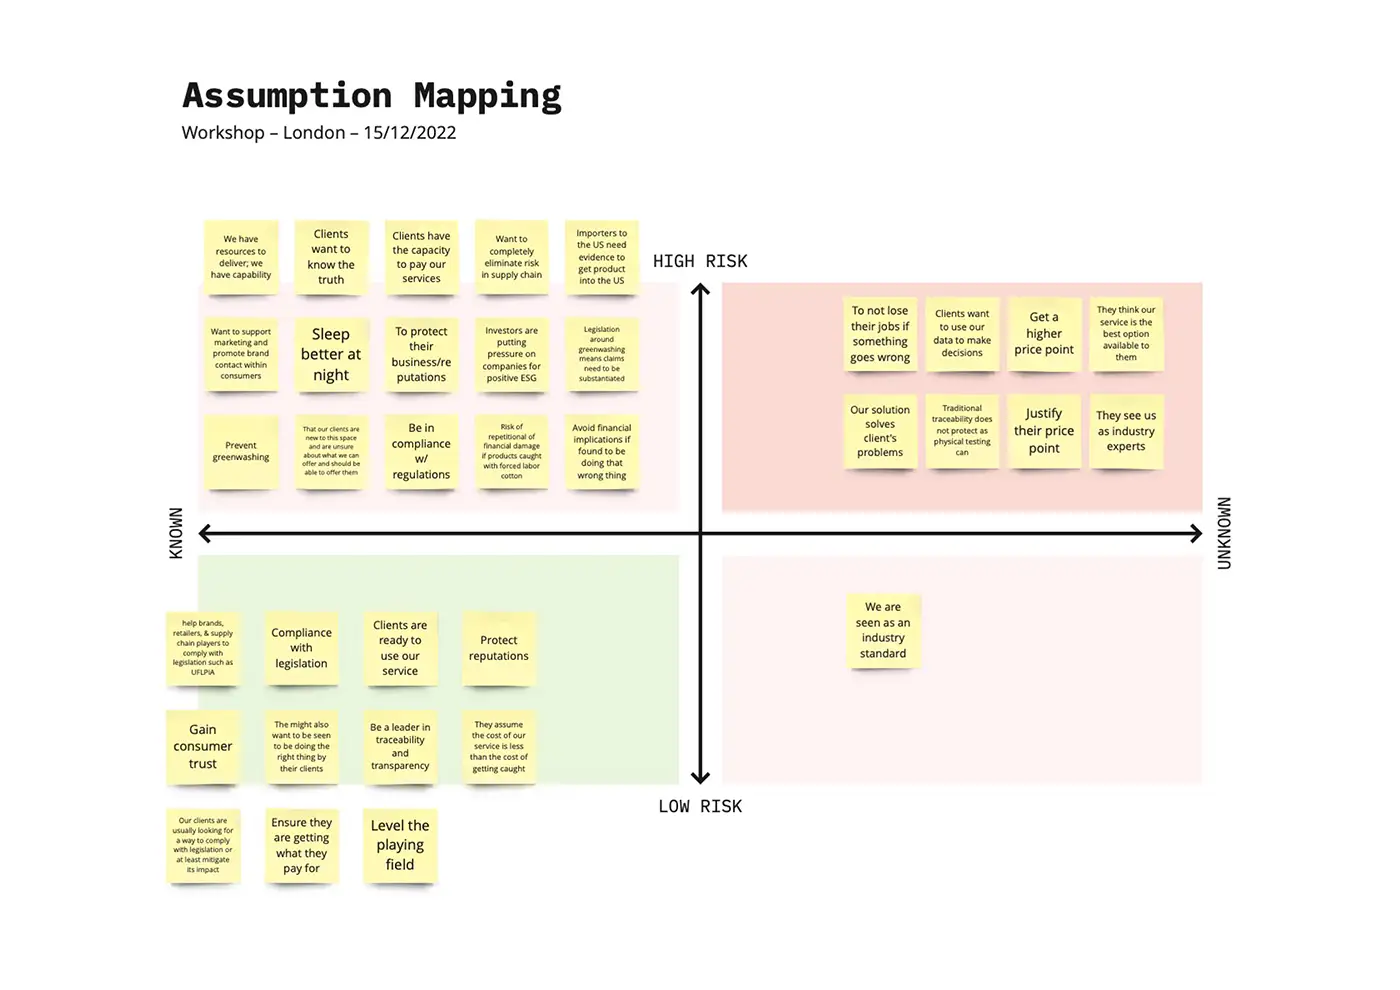 Assumption Mapping
Workshop – London – 15/12/2022
We have
resources to
deliver; we
have capability
Clients
want to
know the
truth
Clients have
the capacity
to pay our
services
Want to
completely
eliminate risk
in supply chain
Importers to
the US need
evidence to
get product
into the US
HIGH RISK
Want to support
marketing and
promote brand
contact within
consumers
Sleep
better at
night
To protect
their
business/re
putations
Investors are
putting
pressure on
companies for
positive ESG
Legislation
around
greenwashing
means claims
need to be
substantiated
Prevent
greenwashing
That our clients are
new to this space
and are unsure
about what we can
offer and should be
able to offer them
Be in
compliance
w/
regulations
Risk of
repetitional of
financial damage
if products caught
with forced labor
cotton
Avoid financial
implications if
found to be
doing that
wrong thing
To not lose
their jobs if
something
goes wrong
Clients want
to use our
data to make
decisions
Get a
higher
price point
They think our
service is the
best option
available to
them
Our solution
solves
client's
problems
Traditional
traceability does
not protect as
physical testing
can
Justify
their price
point
They see us
as industry
experts
KNOWN
UNKNOWN
help brands,
retailers, & supply
chain players to
comply with
legislation such as
UFLPiA
Compliance
with
legislation
Clients are
ready to
use our
service
Protect
reputations
We are
seen as an
industry
standard
Gain
consumer
trust
The might also
want to be seen
to be doing the
right thing by
their clients
Be a leader in
traceability
and
transparency
They assume
the cost of our
service is less
than the cost of
getting caught
LOW RISK
Our clients are
usually looking for
a way to comply
with legislation or
at least mitigate
its impact
Ensure they
are getting
what they
pay for
Level the
playing
field